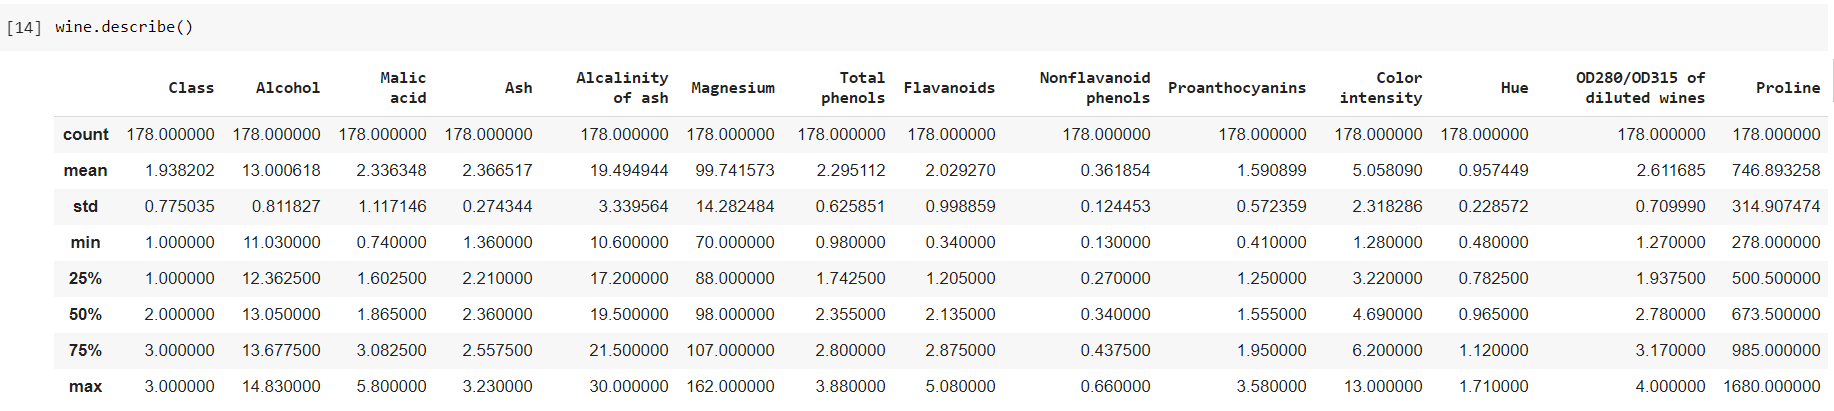 [14] wine.describe()
Class Alcohol Malic acid Ash Alcalinity of ash Magnesium Total phenols Flavanoids Nonflavanoid phenols Proanthocyanins Color intensity Hue OD280/OD315 of diluted wines Proline
count 178.000000 178.000000 178.000000 178.000000 178.000000 178.000000 178.000000 178.000000 178.000000 178.000000 178.000000 178.000000 178.000000 178.000000
mean 1.938202 13.000618 2.336348 2.366517 19.494944 99.741573 2.295112 2.029270 0.361854 1.590899 5.058090 0.957449 2.611685 746.893258
std 0.775035 0.811827 1.117146 0.274344 3.339564 14.282484 0.625851 0.998859 0.124453 0.572359 2.318286 0.228572 0.709990 314.907474
min 1.000000 11.030000 0.740000 1.360000 10.600000 70.000000 0.980000 0.340000 0.130000 0.410000 1.280000 0.480000 1.270000 278.000000
25% 1.000000 12.362500 1.602500 2.210000 17.200000 88.000000 1.742500 1.205000 0.270000 1.250000 3.220000 0.782500 1.937500 500.500000
50% 2.000000 13.050000 1.865000 2.360000 19.500000 98.000000 2.355000 2.135000 0.340000 1.555000 4.690000 0.965000 2.780000 673.500000
75% 3.000000 13.677500 3.082500 2.557500 21.500000 107.000000 2.800000 2.875000 0.437500 1.950000 6.200000 1.120000 3.170000 985.000000
max 3.000000 14.830000 5.800000 3.230000 30.000000 162.000000 3.880000 5.080000 0.660000 3.580000 13.000000 1.710000 4.000000 1680.000000